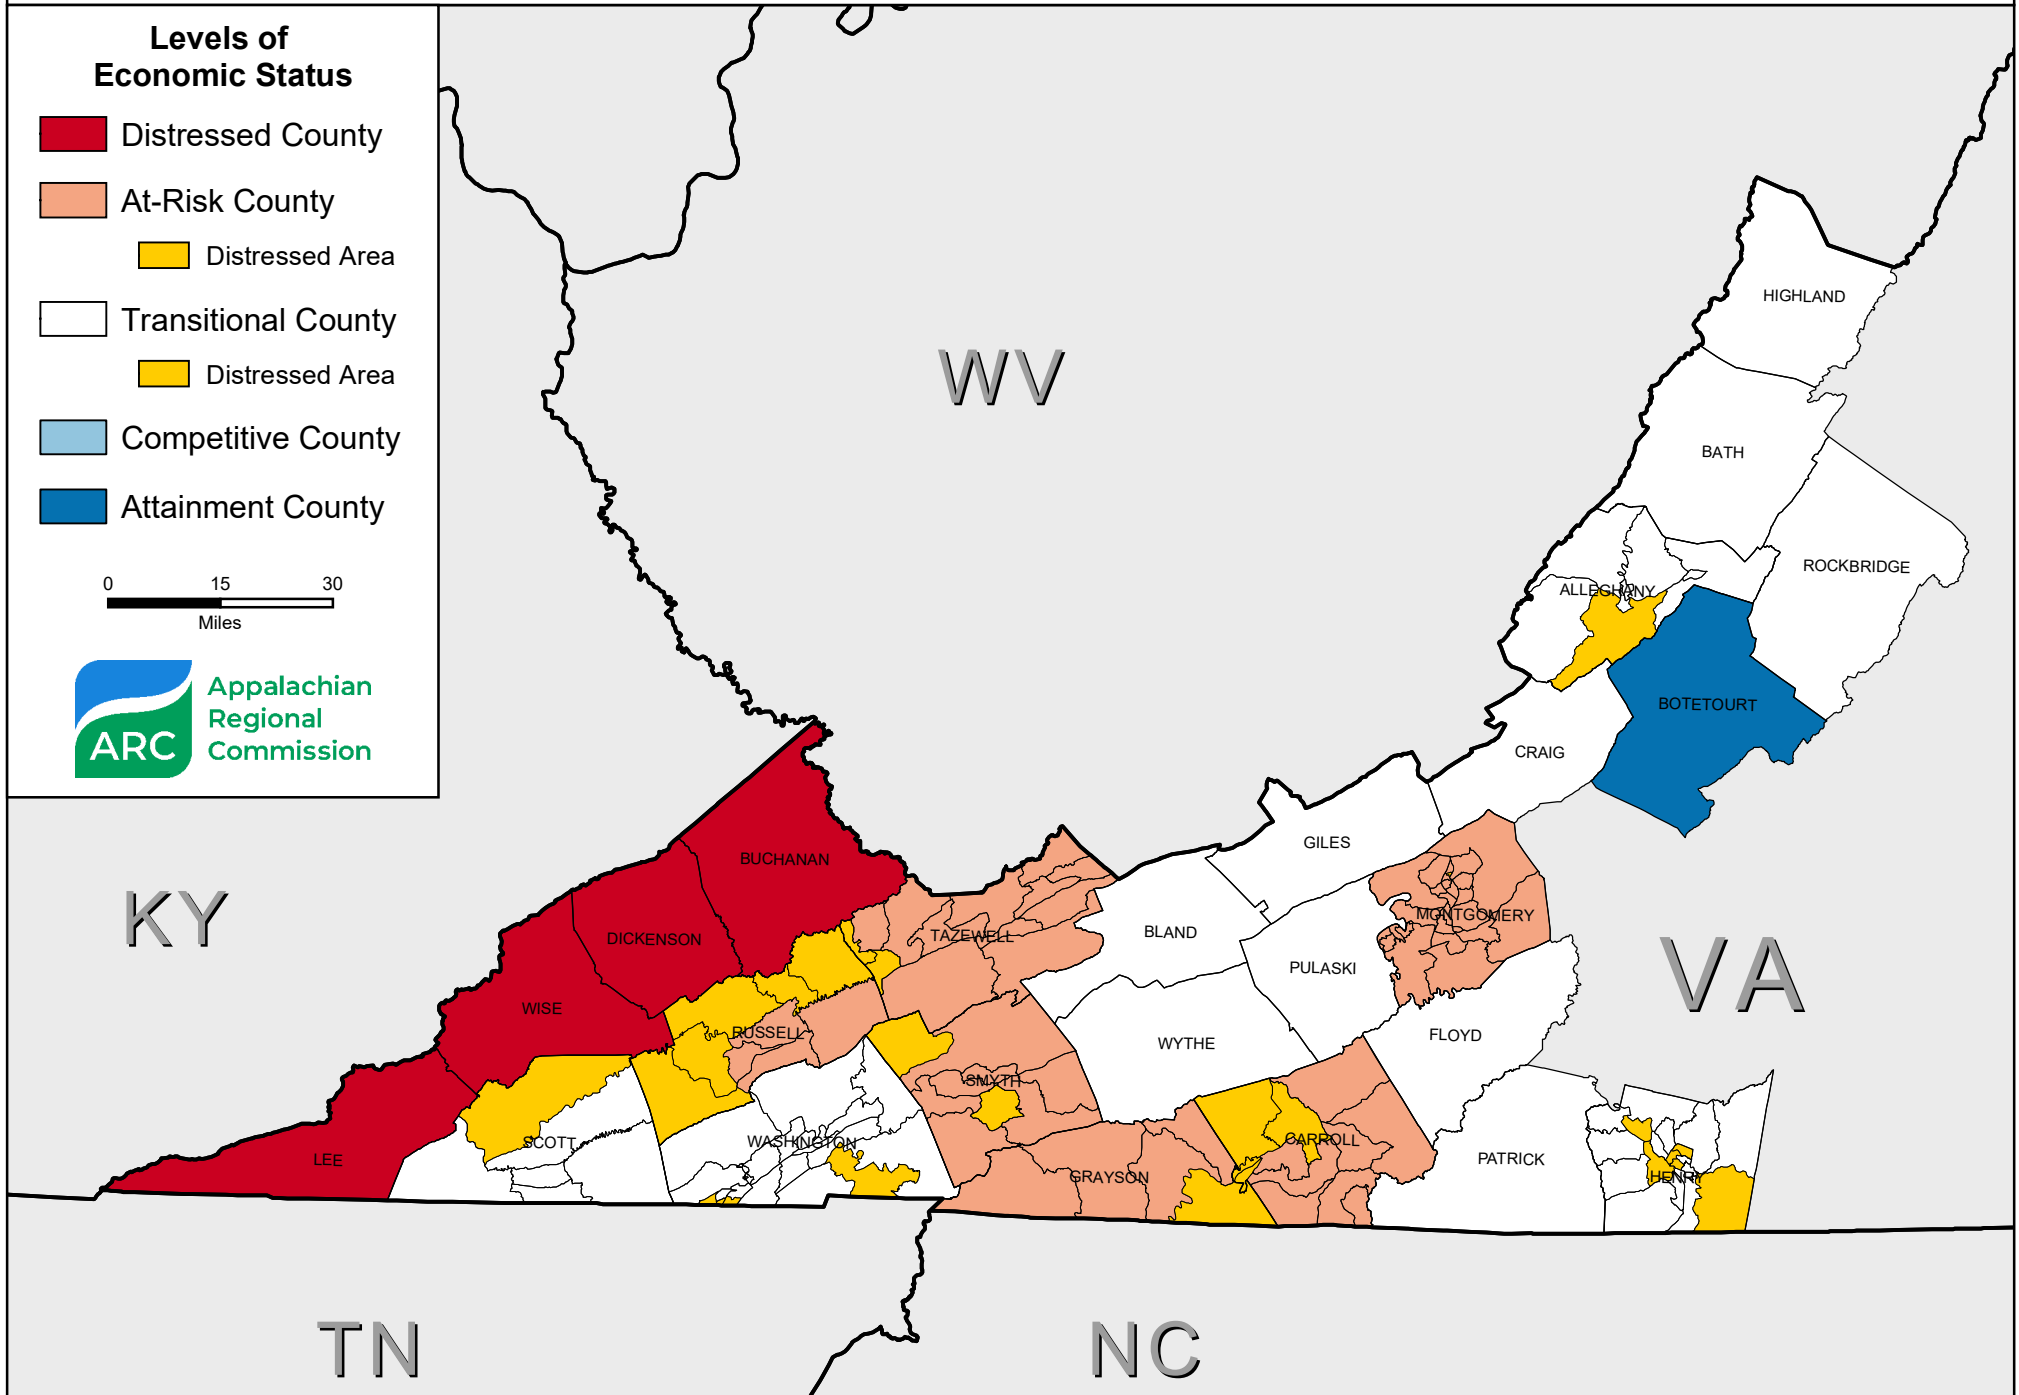 Levels of
Economic Status
Distressed County
At-Risk County
Distressed Area
Transitional County
Distressed Area
Competitive County
Attainment County
0 15 30
Miles
ARC
Appalachian
Regional
Commission
WV
HIGHLAND
BATH
ROCKBRIDGE
ALLEGHANY
BOTETOURT
CRAIG
GILES
BUCHANAN
KY
MONTGOMERY
BLAND
TAZEWELL
DICKENSON
PULASKI
VA
WISE
RUSSELL
FLOYD
WYTHE
SMYTH
CARROLL
SCOTT
WASHINGTON
LEE
PATRICK
GRAYSON
HENRY
TN
NC